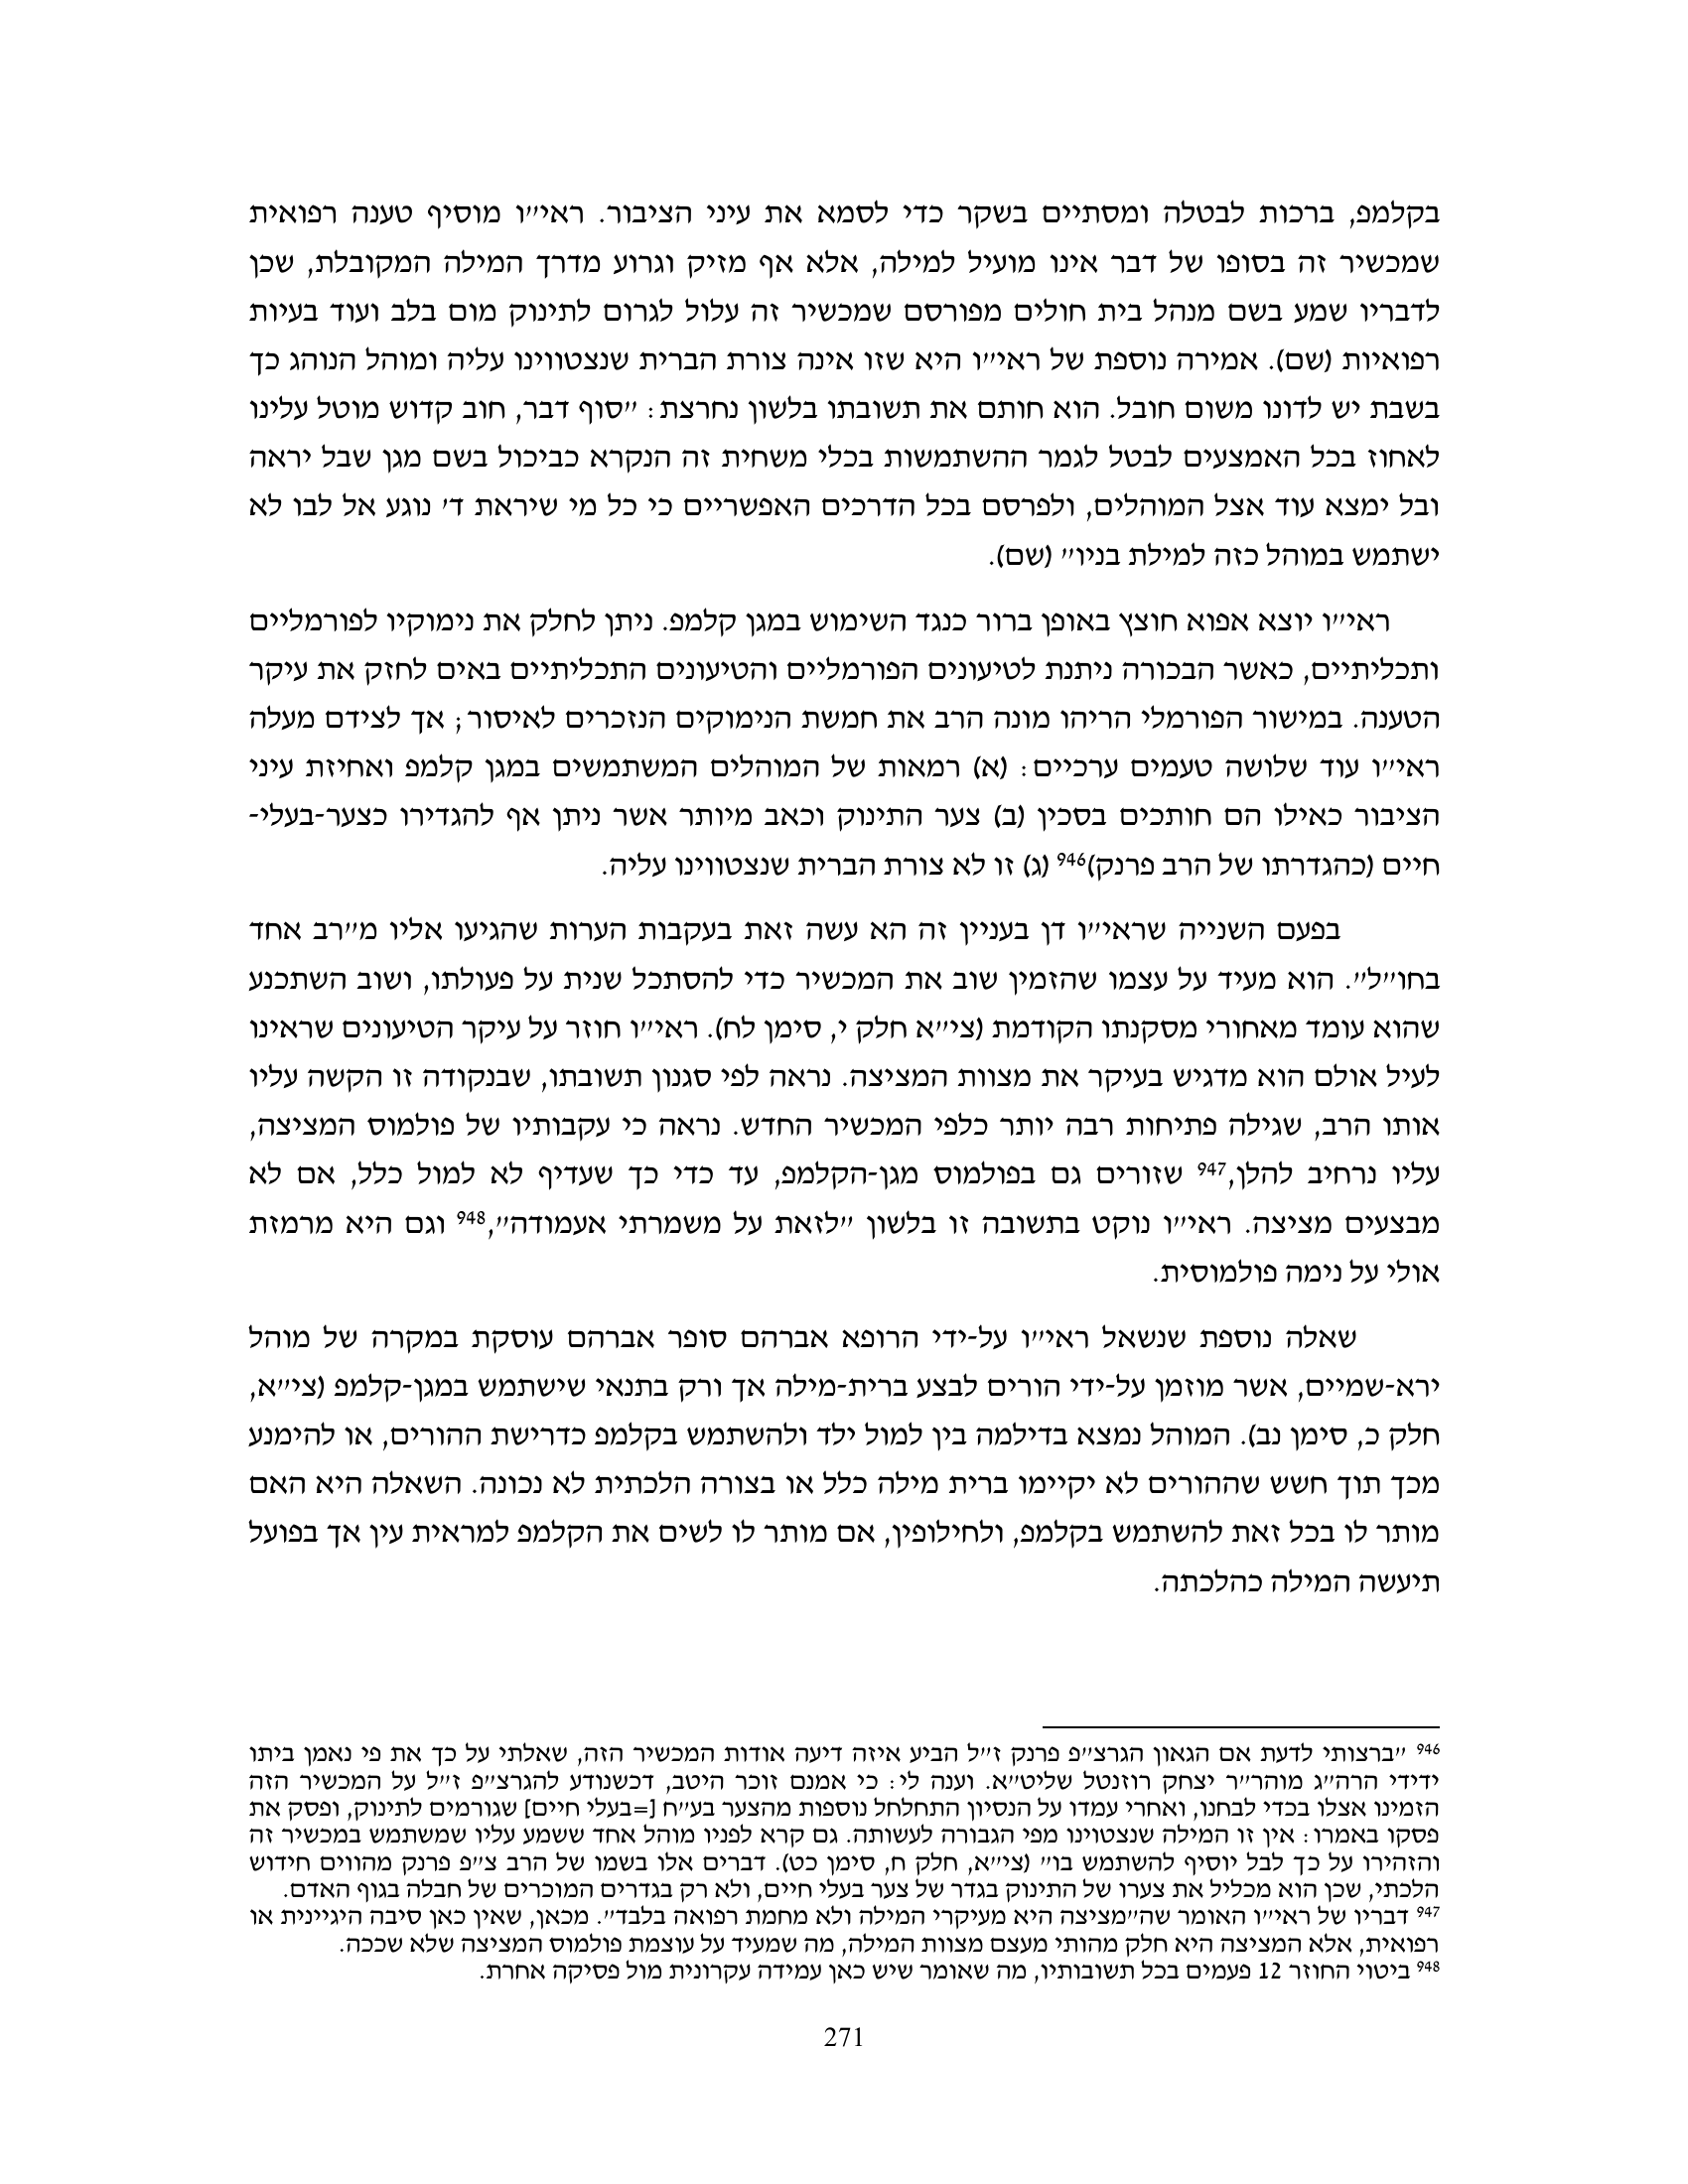 בקלמפ, ברכות לבטלה ומסתיים בשקר כדי לסמא את עיני הציבור. ראי״ו מוסיף טענה רפואית
שמכשיר זה בסופו של דבר אינו מועיל למילה, אלא אף מזיק וגרוע מדרך המילה המקובלת, שכן
לדבריו שמע בשם מנהל בית חולים מפורסם שמכשיר זה עלול לגרום לתינוק מום בלב ועוד בעיות
רפואיות (שם). אמירה נוספת של ראי״ו היא שזו אינה צורת הברית שנצטווינו עליה ומוהל הנוהג כך
בשבת יש לדונו משום חובל. הוא חותם את תשובתו בלשון נחרצת: ״סוף דבר, חוב קדוש מוטל עלינו
לאחוז בכל האמצעים לבטל לגמר ההשתמשות בכלי משחית זה הנקרא כביכול בשם מגן שבל יראה
ובל ימצא עוד אצל המוהלים, ולפרסם בכל הדרכים האפשריים כי כל מי שיראת ד׳ נוגע אל לבו לא
ישתמש במוהל כזה למילת בניו״ (שם).
ראי״ו יוצא אפוא חוצץ באופן ברור כנגד השימוש במגן קלמפ. ניתן לחלק את נימוקיו לפורמליים
ותכליתיים, כאשר הבכורה ניתנת לטיעונים הפורמליים והטיעונים התכליתיים באים לחזק את עיקר
הטענה. במישור הפורמלי הריהו מונה הרב את חמשת הנימוקים הנזכרים לאיסור; אך לצידם מעלה
ראי״ו עוד שלושה טעמים ערכיים: (א) רמאות של המוהלים המשתמשים במגן קלמפ ואחיזת עיני
הציבור כאילו הם חותכים בסכין (ב) צער התינוק וכאב מיותר אשר ניתן אף להגדירו כצער-בעלי-
חיים (כהגדרתו של הרב פרנק)946 (ג) זו לא צורת הברית שנצטווינו עליה.
בפעם השנייה שראי״ו דן בעניין זה הא עשה זאת בעקבות הערות שהגיעו אליו מ״רב אחד
בחו״ל״. הוא מעיד על עצמו שהזמין שוב את המכשיר כדי להסתכל שנית על פעולתו, ושוב השתכנע
שהוא עומד מאחורי מסקנתו הקודמת (צי״א חלק י, סימן לח). ראי״ו חוזר על עיקר הטיעונים שראינו
לעיל אולם הוא מדגיש בעיקר את מצוות המציצה. נראה לפי סגנון תשובתו, שבנקודה זו הקשה עליו
אותו הרב, שגילה פתיחות רבה יותר כלפי המכשיר החדש. נראה כי עקבותיו של פולמוס המציצה,
עליו נרחיב להלן,947 שזורים גם בפולמוס מגן-הקלמפ, עד כדי כך שעדיף לא למול כלל, אם לא
מבצעים מציצה. ראי״ו נוקט בתשובה זו בלשון ״לזאת על משמרתי אעמודה״,948 וגם היא מרמזת
אולי על נימה פולמוסית.
שאלה נוספת שנשאל ראי״ו על-ידי הרופא אברהם סופר אברהם עוסקת במקרה של מוהל
ירא-שמיים, אשר מוזמן על-ידי הורים לבצע ברית-מילה אך ורק בתנאי שישתמש במגן-קלמפ (צי״א,
חלק כ, סימן נב). המוהל נמצא בדילמה בין למול ילד ולהשתמש בקלמפ כדרישת ההורים, או להימנע
מכך תוך חשש שההורים לא יקיימו ברית מילה כלל או בצורה הלכתית לא נכונה. השאלה היא האם
מותר לו בכל זאת להשתמש בקלמפ, ולחילופין, אם מותר לו לשים את הקלמפ למראית עין אך בפועל
תיעשה המילה כהלכתה.
946 ״ברצותי לדעת אם הגאון הגרצ״פ פרנק ז״ל הביע איזה דיעה אודות המכשיר הזה, שאלתי על כך את פי נאמן ביתו
ידידי הרה״ג מוהר״ר יצחק רוזנטל שליט״א. וענה לי: כי אמנם זוכר היטב, דכשנודע להגרצ״פ ז״ל על המכשיר הזה
הזמינו אצלו בכדי לבחנו, ואחרי עמדו על הנסיון התחלחל נוספות מהצער בע״ח [=בעלי חיים] שגורמים לתינוק, ופסק את
פסקו באמרו: אין זו המילה שנצטוינו מפי הגבורה לעשותה. גם קרא לפניו מוהל אחד ששמע עליו שמשתמש במכשיר זה
והזהירו על כך לבל יוסיף להשתמש בו״ (צי״א, חלק ח, סימן כט). דברים אלו בשמו של הרב צ״פ פרנק מהווים חידוש
הלכתי, שכן הוא מכליל את צערו של התינוק בגדר של צער בעלי חיים, ולא רק בגדרים המוכרים של חבלה בגוף האדם.
947 דבריו של ראי״ו האומר שה״מציצה היא מעיקרי המילה ולא מחמת רפואה בלבד״. מכאן, שאין כאן סיבה היגיינית או
רפואית, אלא המציצה היא חלק מהותי מעצם מצוות המילה, מה שמעיד על עוצמת פולמוס המציצה שלא שככה.
948 ביטוי החוזר 12 פעמים בכל תשובותיו, מה שאומר שיש כאן עמידה עקרונית מול פסיקה אחרת.
271